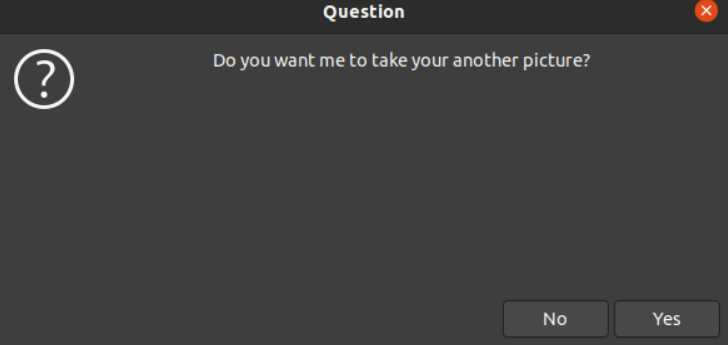 Question
Do you want me to take your another picture?
No
Yes